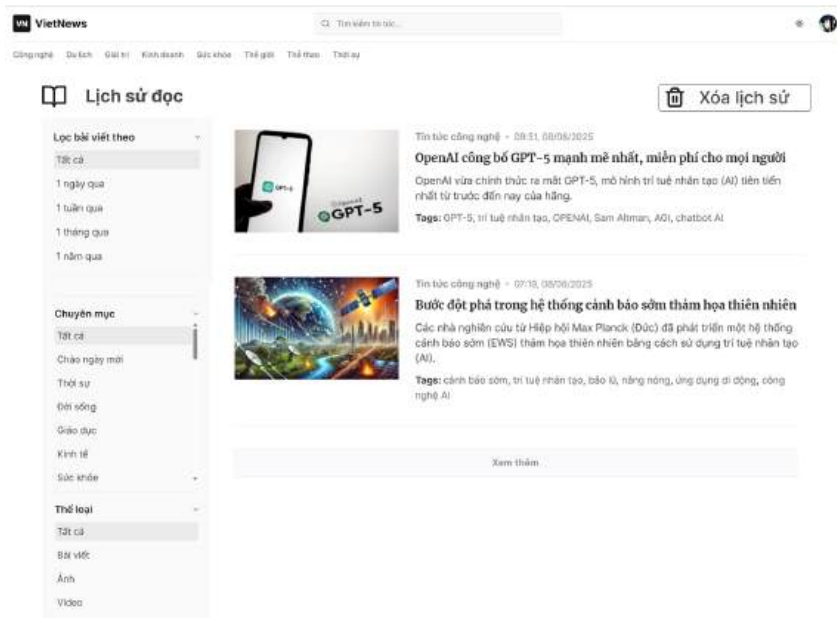 VN VietNews
Tìm kiếm tin tức...
Công nghệ Du lịch Giải trí Kinh doanh Sức khỏe Thế giới Thể thao Thời sự
Lịch sử đọc
Xóa lịch sử
Lọc bài viết theo
Tất cả
1 ngày qua
1 tuần qua
1 tháng qua
1 năm qua
Chuyên mục
Tất cả
Chào ngày mới
Thời sự
Đời sống
Giáo dục
Kinh tế
Sức khỏe
Thể loại
Tất cả
Bài viết
Ảnh
Video
GPT-5
GPT-5
Tin tức công nghệ • 08:31, 08/08/2025
OpenAI công bố GPT-5 mạnh mẽ nhất, miễn phí cho mọi người
OpenAI vừa chính thức ra mắt GPT-5, mô hình trí tuệ nhân tạo (AI) tiên tiến
nhất từ trước đến nay của hãng.
Tags: GPT-5, trí tuệ nhân tạo, OPENAI, Sam Altman, AGI, chatbot AI
Tin tức công nghệ • 07:19, 08/08/2025
Bước đột phá trong hệ thống cảnh báo sớm thảm họa thiên nhiên
Các nhà nghiên cứu từ Hiệp hội Max Planck (Đức) đã phát triển một hệ thống
cảnh báo sớm (EWS) thảm họa thiên nhiên bằng cách sử dụng trí tuệ nhân tạo
(AI).
Tags: cảnh báo sớm, trí tuệ nhân tạo, bão lũ, nắng nóng, ứng dụng di động, công
nghệ AI
Xem thêm